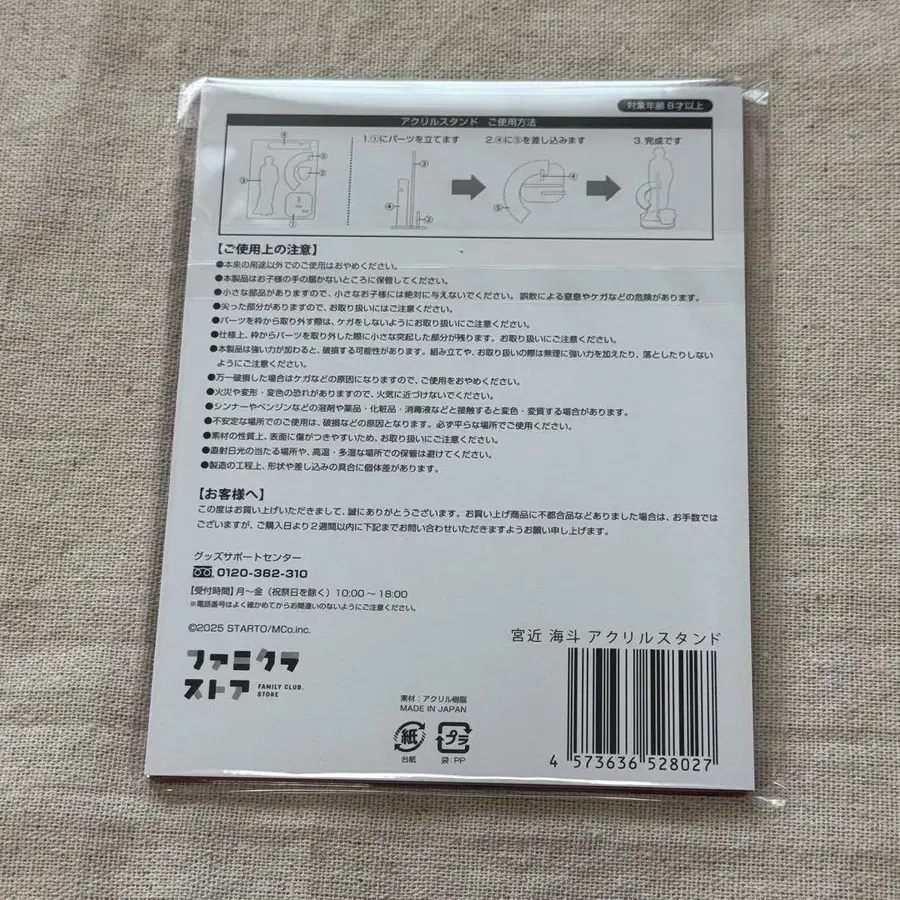 対象年齢8才以上
アクリルスタンド ご使用方法
1.①にパーツを立てます
2.④に⑤を差し込みます
3.完成です
【ご使用上の注意】
●本来の用途以外でのご使用はおやめください。
●本製品はお子様の手の届かないところに保管してください。
●小さな部品がありますので、小さなお子様には絶対に与えないでください。誤飲による窒息やケガなどの危険があります。
●尖った部分がありますので、お取り扱いにはご注意ください。
●パーツを枠から取り外す際は、ケガをしないようにお取り扱いにご注意ください。
●仕様上、枠からパーツを取り外した際に小さな突起した部分が残ります。お取り扱いにご注意ください。
●本製品は強い力が加わると、破損する可能性があります。組み立てや、お取り扱いの際は無理に強い力を加えたり、落としたりしない
ようにご注意ください。
●万一破損した場合はケガなどの原因になりますので、ご使用をおやめください。
●火災や変形・変色の恐れがありますので、火気に近づけないでください。
●シンナーやベンジンなどの溶剤や薬品・化粧品・消毒液などと接触すると変色・変質する場合があります。
●不安定な場所でのご使用は、破損などの原因となります。必ず平らな場所でご使用ください。
●素材の性質上、表面に傷がつきやすいため、お取り扱いにご注意ください。
●直射日光の当たる場所や、高温・多湿な場所での保管は避けてください。
●製造の工程上、形状や差し込みの具合に個体差があります。
【お客様へ】
この度はお買い上げいただきまして、誠にありがとうございます。お買い上げ商品に不都合品などありました場合は、お手数では
ございますが、ご購入日より2週間以内に下記までお問い合わせいただきますようお願い申し上げます。
グッズサポートセンター
0120-382-310
【受付時間】月〜金（祝祭日を除く）10:00〜18:00
※電話番号はよく確かめてからお間違いのないようにご注意ください。
©2025 STARTO/MCo.inc.
ファミクラ
ストア
FAMILY CLUB.
STORE
宮近 海斗 アクリルスタンド
素材：アクリル樹脂
MADE IN JAPAN
紙
台紙
プラ
袋:PP
4 573636 528027